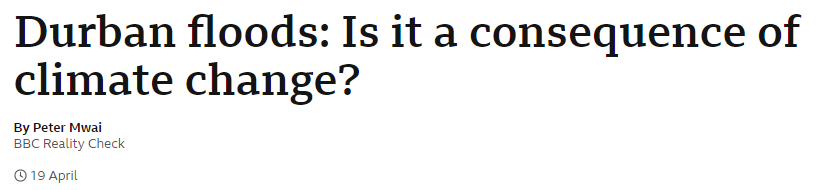 Durban floods: Is it a consequence of
climate change?
By Peter Mwai
BBC Reality Check
19 April